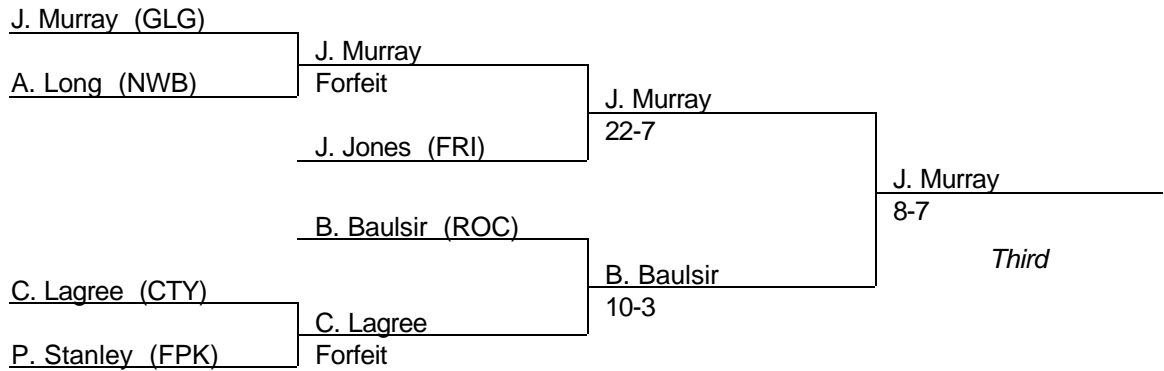 J. Murray (GLG)
J. Murray
A. Long (NWB)
Forfeit
J. Murray
22-7
J. Jones (FRI)
J. Murray
8-7
B. Baulsir (ROC)
Third
B. Baulsir
C. Lagree (CTY)
10-3
C. Lagree
P. Stanley (FPK)
Forfeit